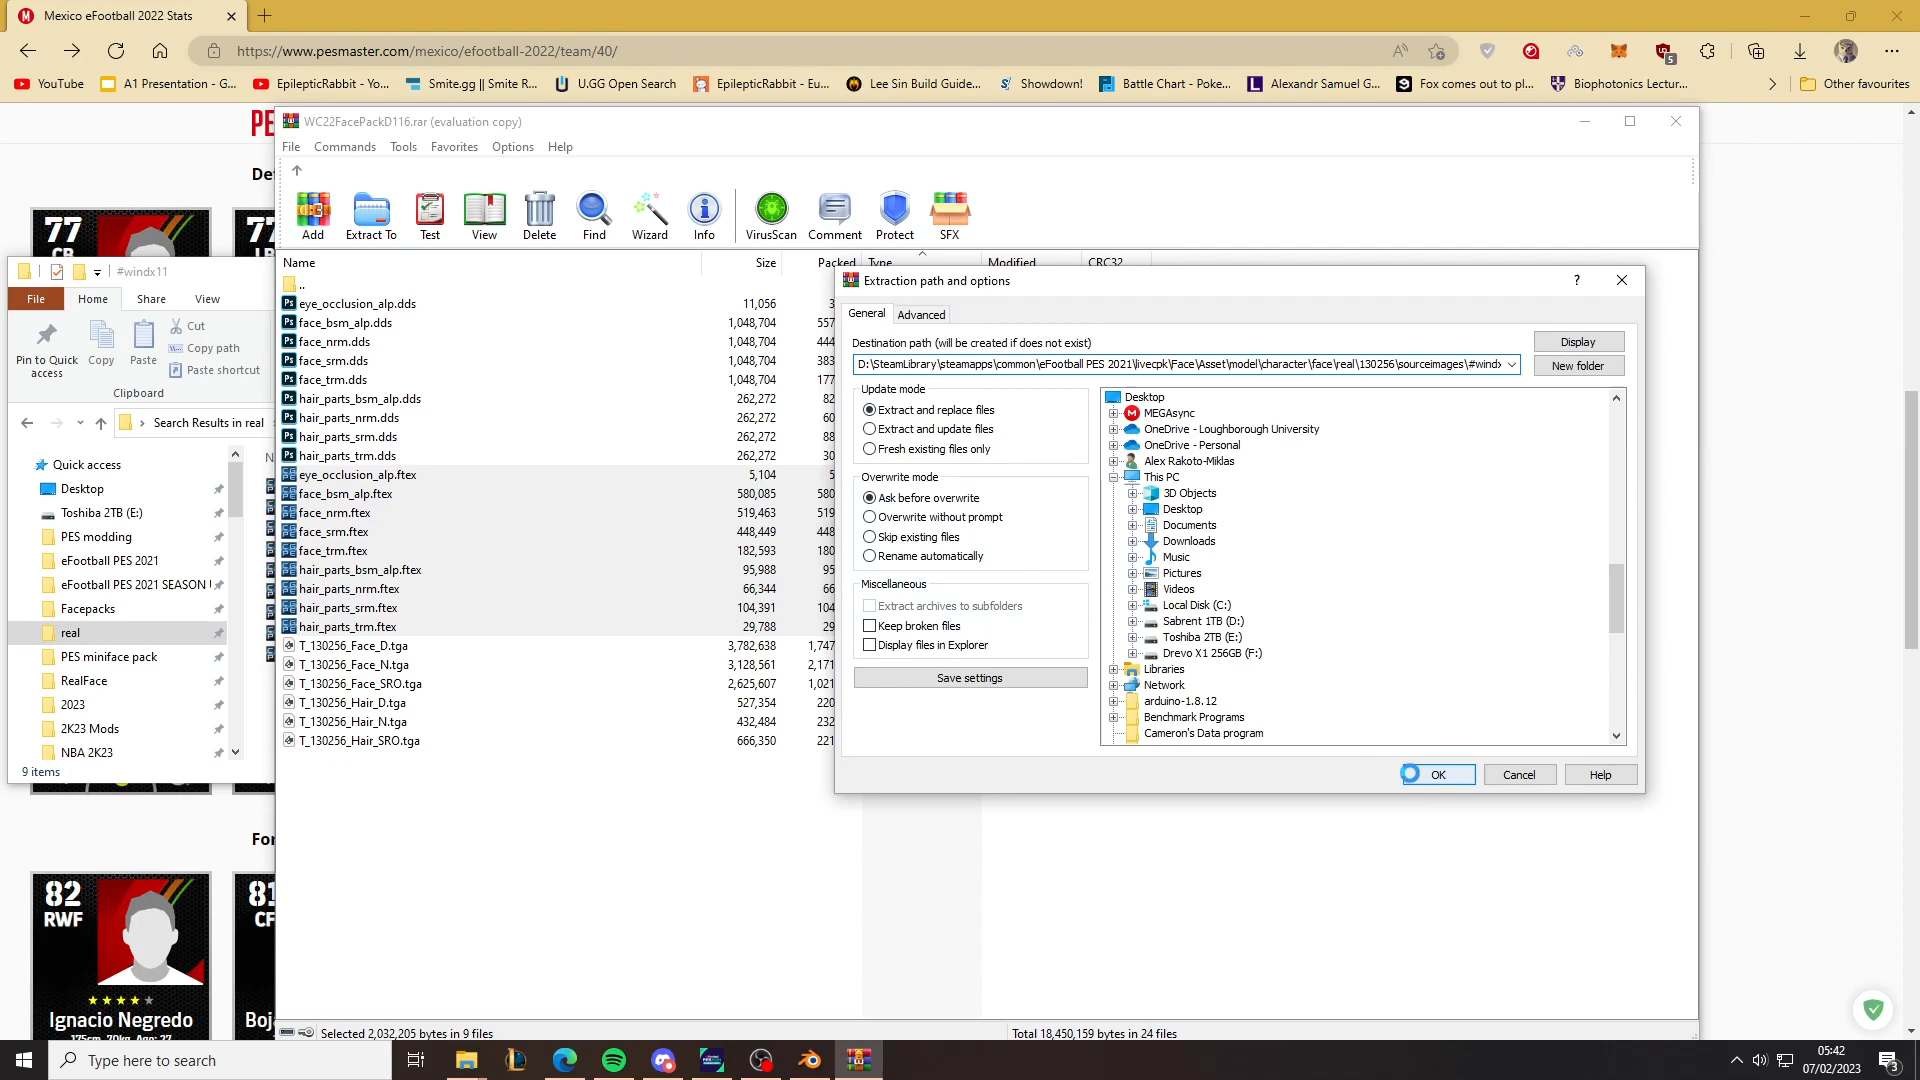 Mexico eFootball 2022 Stats
https://www.pesmaster.com/mexico/efootball-2022/team/40/
5
YouTube
A1 Presentation - G...
EpilepticRabbit - Yo...
Smite.gg || Smite R...
U.GG Open Search
EpilepticRabbit - Eu...
Lee Sin Build Guide...
Showdown!
Battle Chart - Poke...
Alexandr Samuel G...
Fox comes out to pl...
Biophotonics Lectur...
Other favourites
PE
De
77
CB
77
WC22FacePackD116.rar (evaluation copy)
File Commands Tools Favorites Options Help
Add
Extract To
Test
View
Delete
Find
Wizard
Info
VirusScan
Comment
Protect
SFX
Name Size Packed Type Modified CRC32
..
eye_occlusion_alp.dds 11,056 3
face_bsm_alp.dds 1,048,704 557
face_nrm.dds 1,048,704 444
face_srm.dds 1,048,704 383
face_trm.dds 1,048,704 177
hair_parts_bsm_alp.dds 262,272 82
hair_parts_nrm.dds 262,272 60
hair_parts_srm.dds 262,272 88
hair_parts_trm.dds 262,272 30
eye_occlusion_alp.ftex 5,104 5
face_bsm_alp.ftex 580,085 580
face_nrm.ftex 519,463 519
face_srm.ftex 448,449 448
face_trm.ftex 182,593 180
hair_parts_bsm_alp.ftex 95,988 95
hair_parts_nrm.ftex 66,344 66
hair_parts_srm.ftex 104,391 104
hair_parts_trm.ftex 29,788 29
T_130256_Face_D.tga 3,782,638 1,747
T_130256_Face_N.tga 3,128,561 2,171
T_130256_Face_SRO.tga 2,625,607 1,021
T_130256_Hair_D.tga 527,354 220
T_130256_Hair_N.tga 432,484 232
T_130256_Hair_SRO.tga 666,350 221
Selected 2,032,205 bytes in 9 files
Total 18,450,159 bytes in 24 files
#windx11
File Home Share View
Pin to Quick access
Copy
Paste
Cut
Copy path
Paste shortcut
Clipboard
Search Results in real
Quick access
Desktop
Toshiba 2TB (E:)
PES modding
eFootball PES 2021
eFootball PES 2021 SEASON
Facepacks
real
PES miniface pack
RealFace
2023
2K23 Mods
NBA 2K23
9 items
Extraction path and options
?
General Advanced
Destination path (will be created if does not exist)
D:\SteamLibrary\steamapps\common\eFootball PES 2021\livecpk\Face\Asset\model\character\face\real\130256\sourceimages\#windx
Display
New folder
Update mode
Extract and replace files
Extract and update files
Fresh existing files only
Overwrite mode
Ask before overwrite
Overwrite without prompt
Skip existing files
Rename automatically
Miscellaneous
Extract archives to subfolders
Keep broken files
Display files in Explorer
Save settings
Desktop
MEGAsync
OneDrive - Loughborough University
OneDrive - Personal
Alex Rakoto-Miklas
This PC
3D Objects
Desktop
Documents
Downloads
Music
Pictures
Videos
Local Disk (C:)
Sabrent 1TB (D:)
Toshiba 2TB (E:)
Drevo X1 256GB (F:)
Libraries
Network
arduino-1.8.12
Benchmark Programs
Cameron's Data program
OK Cancel Help
For
82
RWF
Ignacio Negredo
175cm, 70kg, Age: 27
81
CF
Boj
Type here to search
05:42
07/02/2023
3